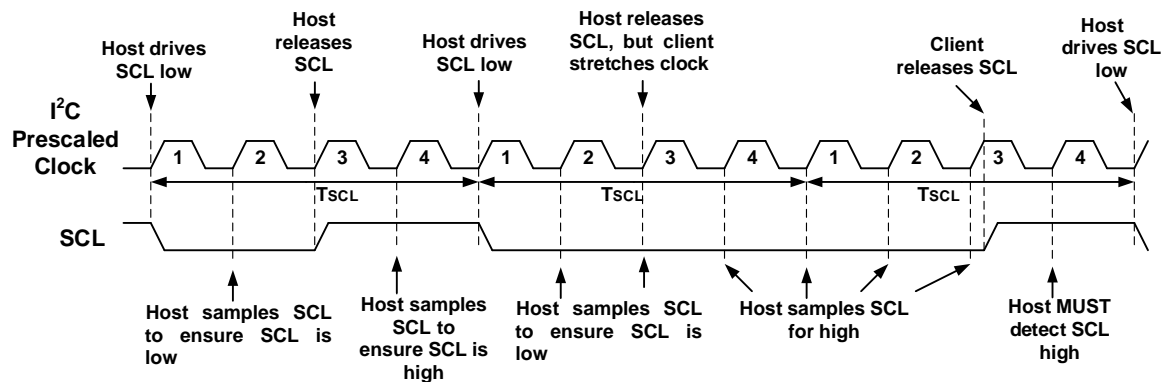 Host drives
SCL low
Host
releases
SCL
Host drives
SCL low
Host releases
SCL, but client
stretches clock
Client
releases SCL
Host
drives SCL
low
I²C
Prescaled
Clock
1 2 3 4 1 2 3 4 1 2 3 4
TSCL TSCL TSCL
SCL
Host samples SCL
to ensure SCL is
low
Host samples
SCL to
ensure SCL is
high
Host samples SCL
to ensure SCL is
low
Host samples SCL
for high
Host MUST
detect SCL
high